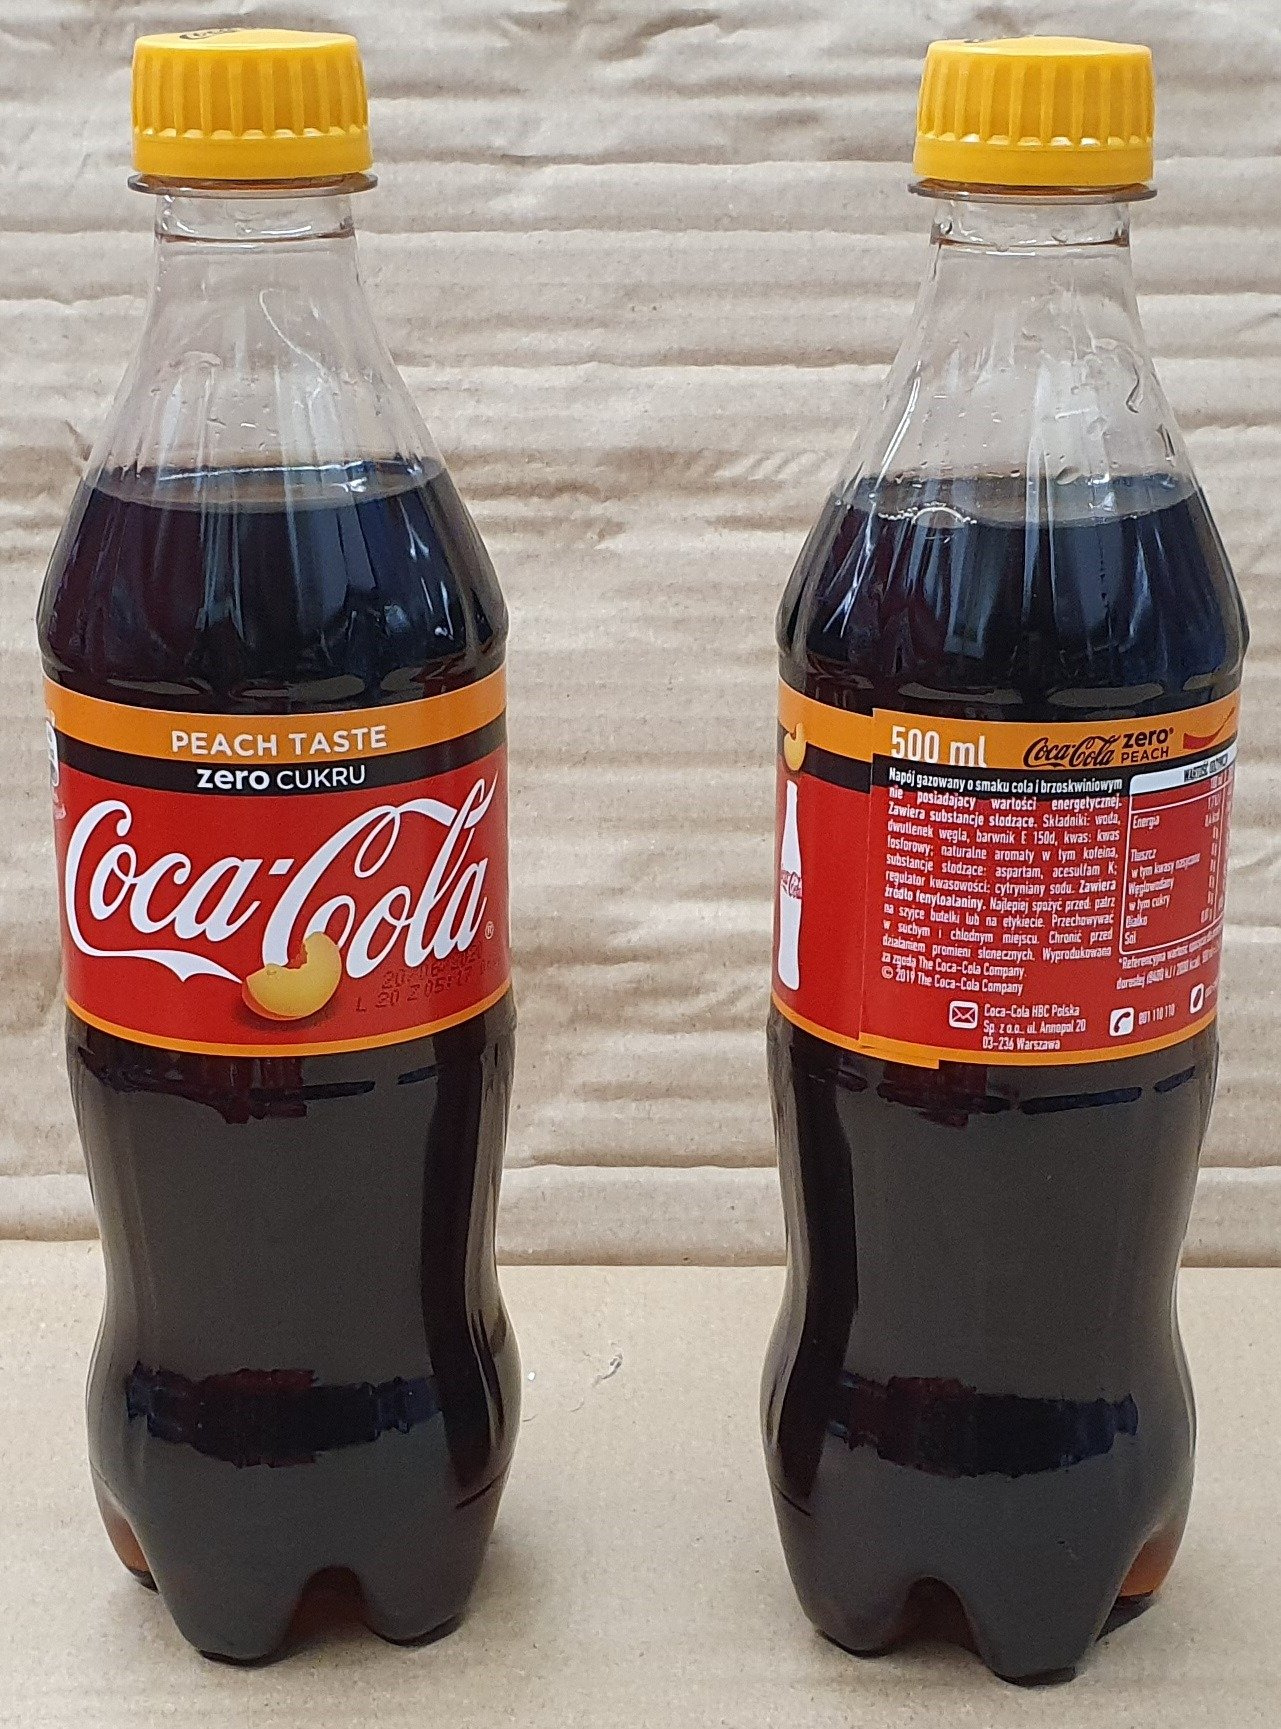 PEACH TASTE
zero CUKRU
Coca-Cola®
500 ml
Coca-Cola zero® PEACH
Napój gazowany o smaku cola i brzoskwiniowym
nie posiadający wartości energetycznej.
Zawiera substancje słodzące. Składniki: woda,
dwutlenek węgla, barwnik E 150d, kwas: kwas
fosforowy; naturalne aromaty w tym kofeina,
substancje słodzące: aspartam, acesulfam K;
regulator kwasowości: cytryniany sodu. Zawiera
źródło fenyloalaniny. Najlepiej spożyć przed: patrz
na szyjce butelki lub na etykiecie. Przechowywać
w suchym i chłodnym miejscu. Chronić przed
działaniem promieni słonecznych. Wyprodukowano
za zgodą The Coca-Cola Company.
© 2019 The Coca-Cola Company
Coca-Cola HBC Polska
Sp. z o.o., ul. Annopol 20
03-236 Warszawa
Energia
Tłuszcz
w tym kwasy nasycone
Węglowodany
w tym cukry
Białko
Sól
801 110 110